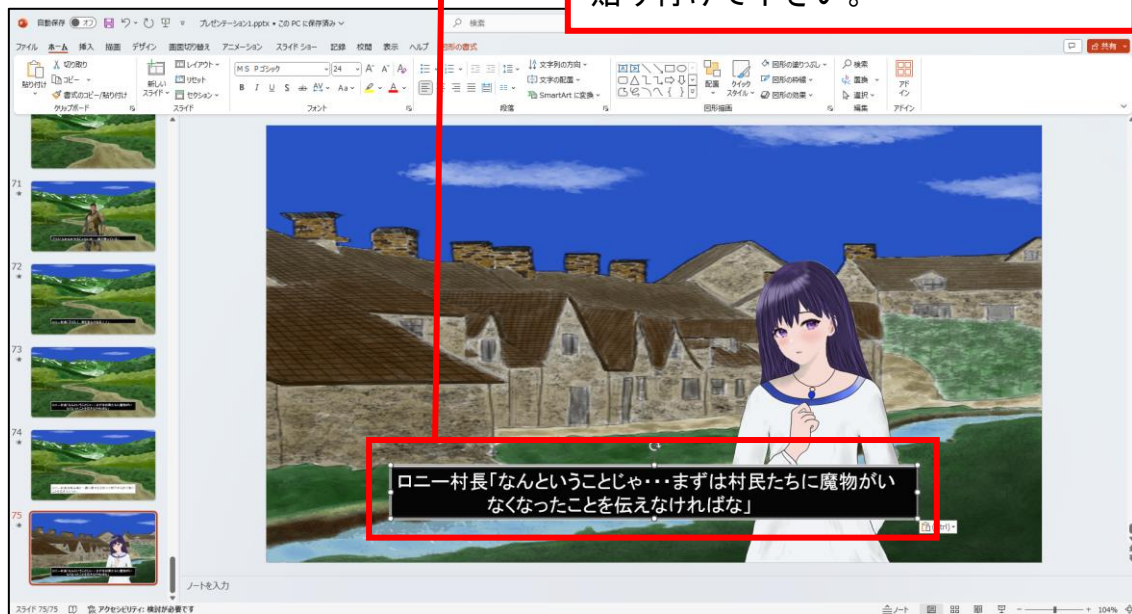 貼り付けて下さい。
自動保存 オフ プレゼンテーション1.pptx • この PC に保存済み 検索
ファイル ホーム 挿入 描画 デザイン 画面切り替え アニメーション スライド ショー 記録 校閲 表示 ヘルプ 図形の書式 共有
貼り付け 切り取り コピー 書式のコピー/貼り付け
新しいスライド レイアウト リセット セクション
MS Pゴシック 24
B I U S ab AV Aa A
文字列の方向 文字の配置 SmartArt に変換
配置 クイックスタイル 図形の塗りつぶし 図形の枠線 図形の効果
検索 置換 選択
アドイン
クリップボード スライド フォント 段落 図形描画 編集 アドイン
71
72
73
74
75
ロニー村長「なんということじゃ・・・まずは村民たちに魔物がい
なくなったことを伝えなければな」
(Ctrl)
ノートを入力
スライド 75/75 アクセシビリティ: 検討が必要です ノート 104%